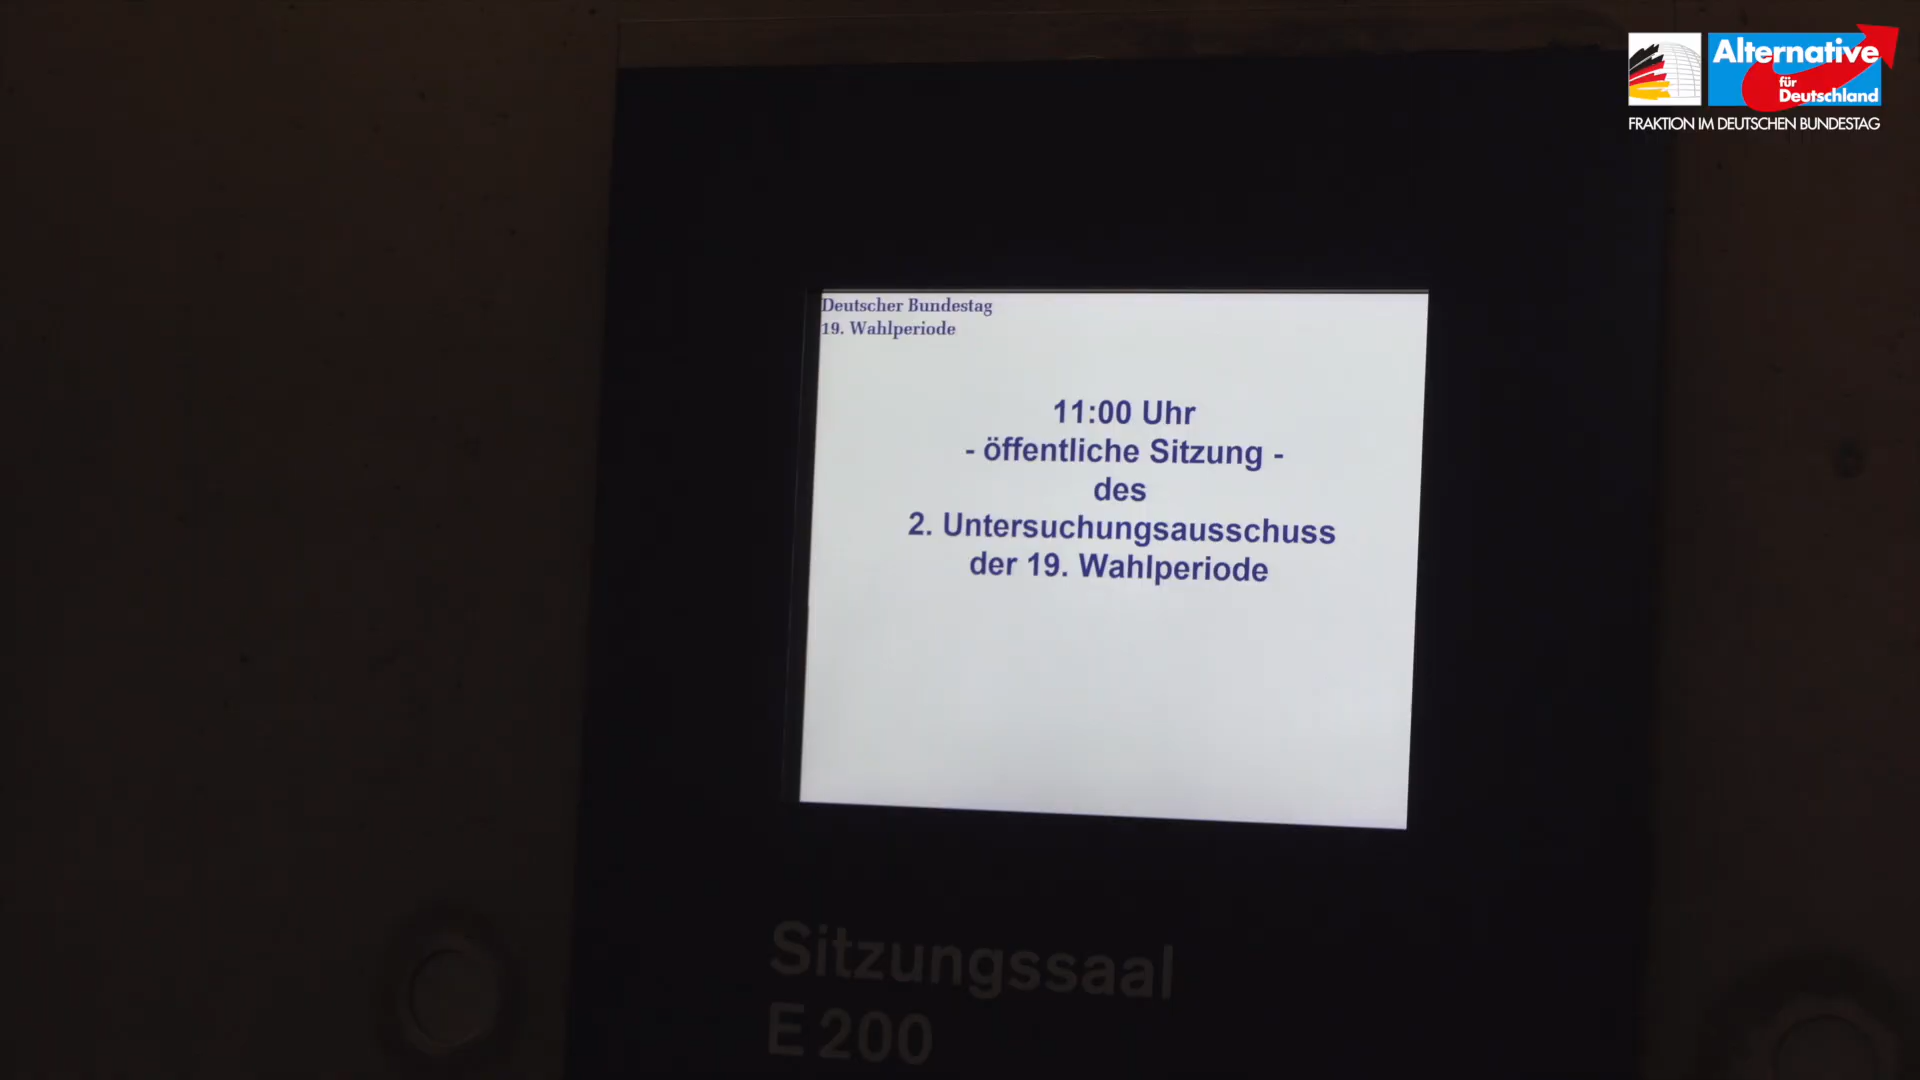 Alternative
für
Deutschland
FRAKTION IM DEUTSCHEN BUNDESTAG
Deutscher Bundestag
19. Wahlperiode
11:00 Uhr
- öffentliche Sitzung -
des
2. Untersuchungsausschuss
der 19. Wahlperiode
Sitzungssaal
E 200